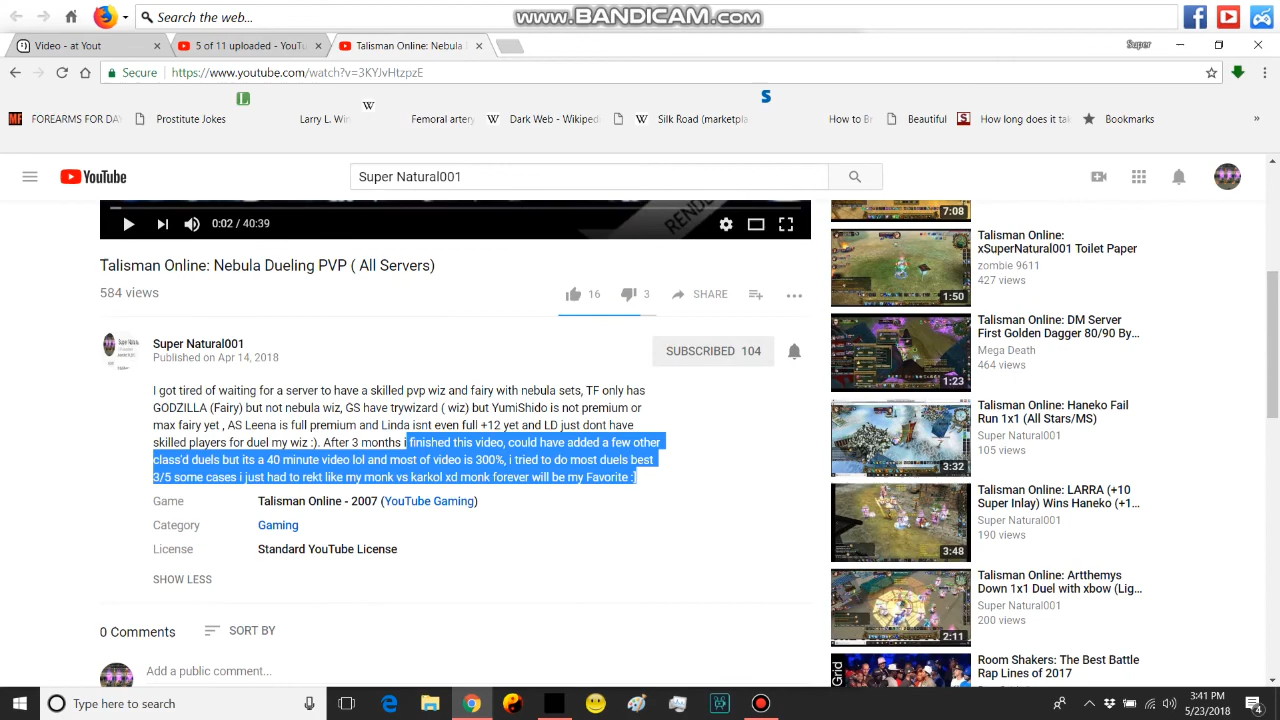 www.BANDICAM.com
Search the web...
Video - at Yout
5 of 11 uploaded - YouTu
Talisman Online: Nebula
Super
Secure
https://www.youtube.com/watch?v=3KYJvHtzpzE
FOREARMS FOR DAY
Prostitute Jokes
Larry L. Win
Femoral artery
Dark Web - Wikiped
Silk Road (marketpla
How to B
Beautiful
How long does it tak
Bookmarks
YouTube
Super Natural001
0:02 / 40:39
Talisman Online: Nebula Dueling PVP ( All Servers)
584 views
16
3
SHARE
Super Natural001
Published on Apr 14, 2018
SUBSCRIBED 104
i got tired of waiting for a server to have a skilled players wiz and fairy with nebula sets, TF only has
GODZILLA (Fairy) but not nebula wiz, GS have trywizard ( wiz) but YumiShido is not premium or
max fairy yet , AS Leena is full premium and Linda isnt even full +12 yet and LD just dont have
skilled players for duel my wiz :). After 3 months i finished this video, could have added a few other
class'd duels but its a 40 minute video lol and most of video is 300%, i tried to do most duels best
3/5 some cases i just had to rekt like my monk vs karkol xd monk forever will be my Favorite :]
Game
Talisman Online - 2007 (YouTube Gaming)
Category
Gaming
License
Standard YouTube License
SHOW LESS
0 Comments
SORT BY
Add a public comment...
7:08
Talisman Online:
xSuperNatural001 Toilet Paper
zombie 9611
427 views
1:50
Talisman Online: DM Server
First Golden Dagger 80/90 By...
Mega Death
464 views
1:23
Talisman Online: Haneko Fail
Run 1x1 (All Stars/MS)
Super Natural001
105 views
3:32
Talisman Online: LARRA (+10
Super Inlay) Wins Haneko (+1...
Super Natural001
190 views
3:48
Talisman Online: Artthemys
Down 1x1 Duel with xbow (Lig...
Super Natural001
200 views
2:11
Room Shakers: The Best Battle
Rap Lines of 2017
Grid
Type here to search
3:41 PM
5/23/2018
4